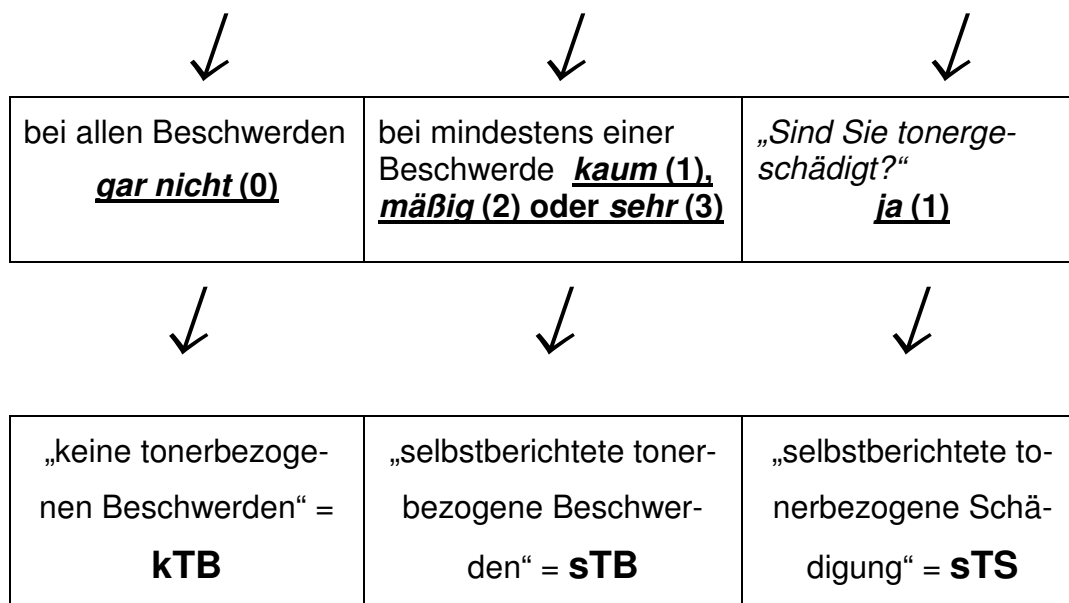 bei allen Beschwerden
gar nicht (0)
bei mindestens einer
Beschwerde kaum (1),
mäßig (2) oder sehr (3)
„Sind Sie tonerge-
schädigt?“
ja (1)
„keine tonerbezoge-
nen Beschwerden“ =
kTB
„selbstberichtete toner-
bezogene Beschwer-
den“ = sTB
„selbstberichtete to-
nerbezogene Schä-
digung“ = sTS